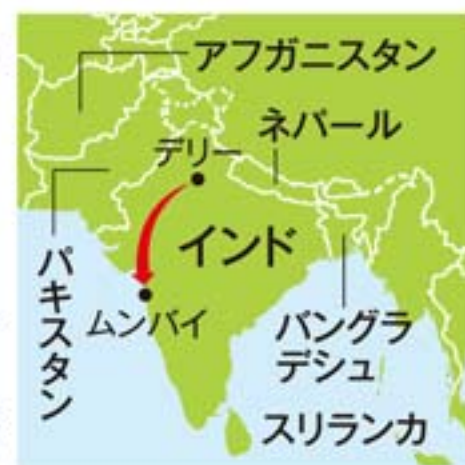 アフガニスタン
ネパール
デリー
インド
パキスタン
ムンバイ
バングラ
デシュ
スリランカ